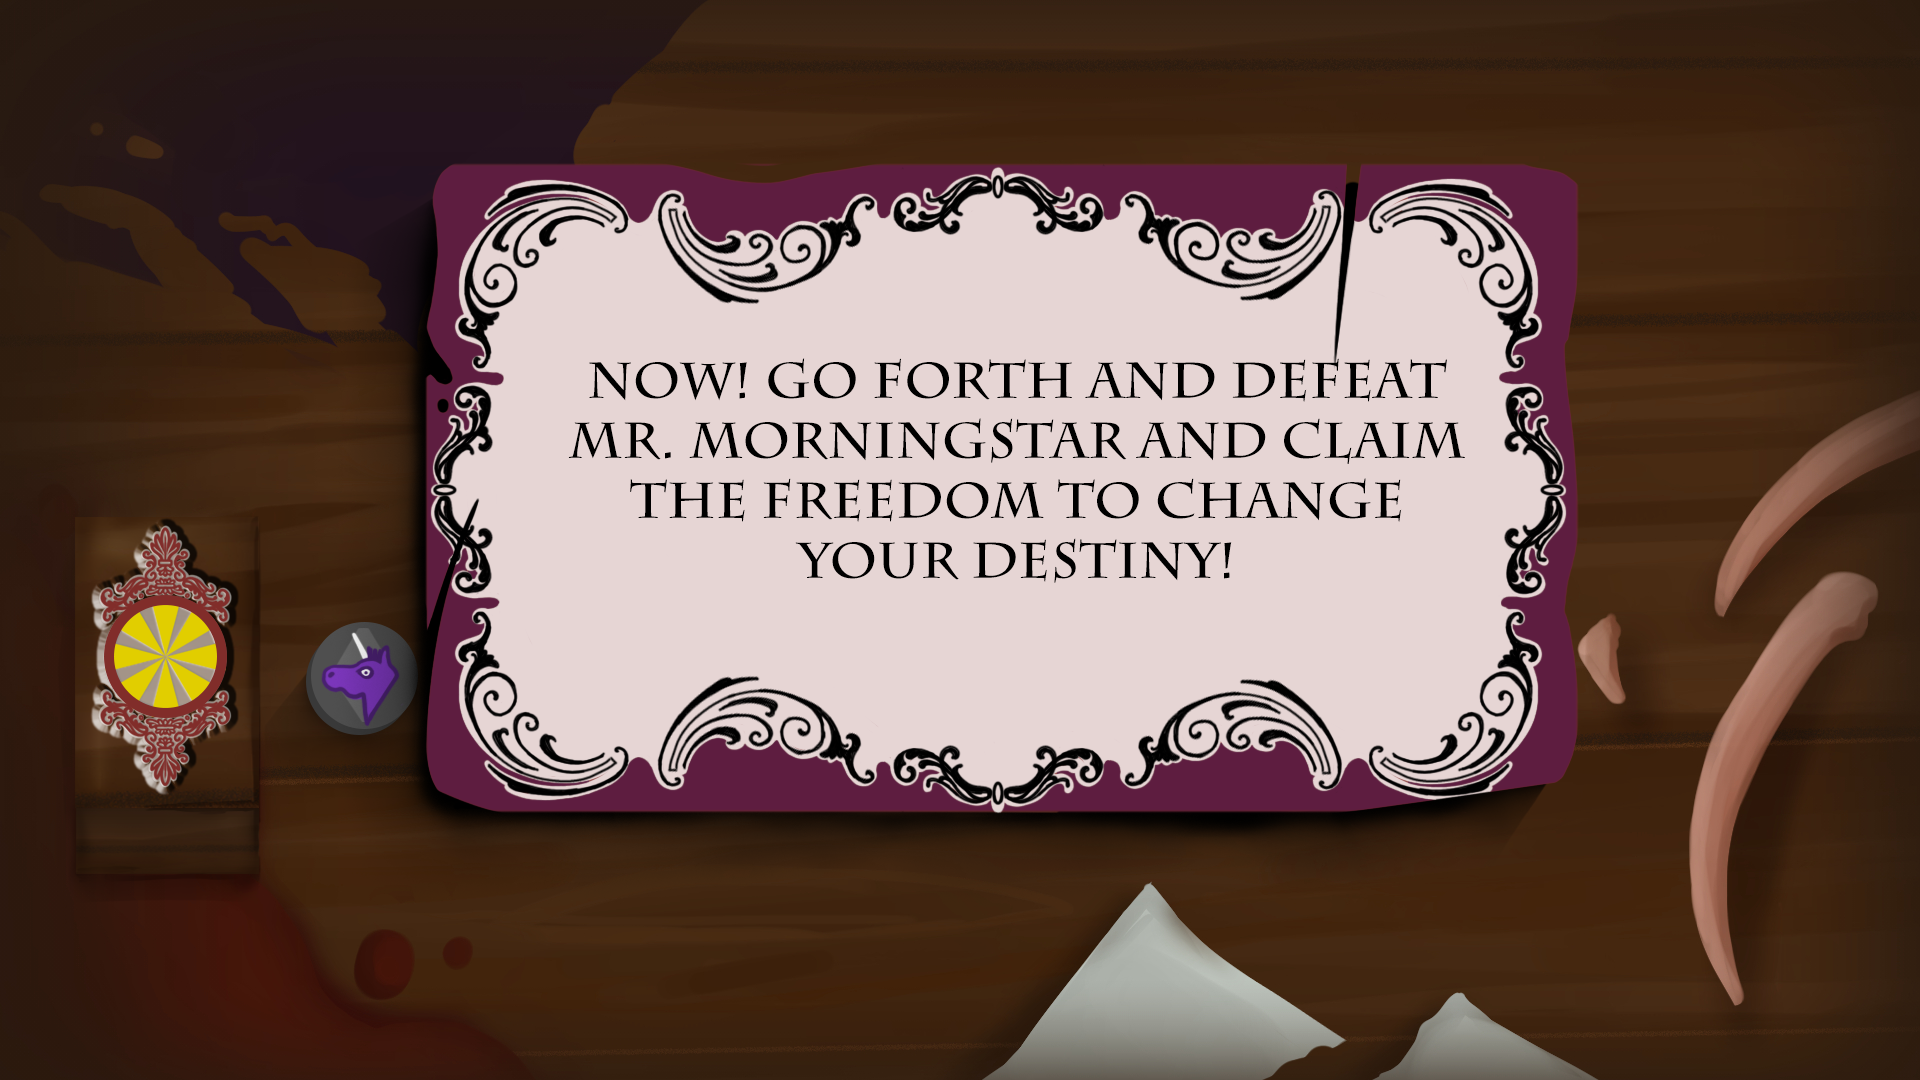 NOW! GO FORTH AND DEFEAT
MR. MORNINGSTAR AND CLAIM
THE FREEDOM TO CHANGE
YOUR DESTINY!